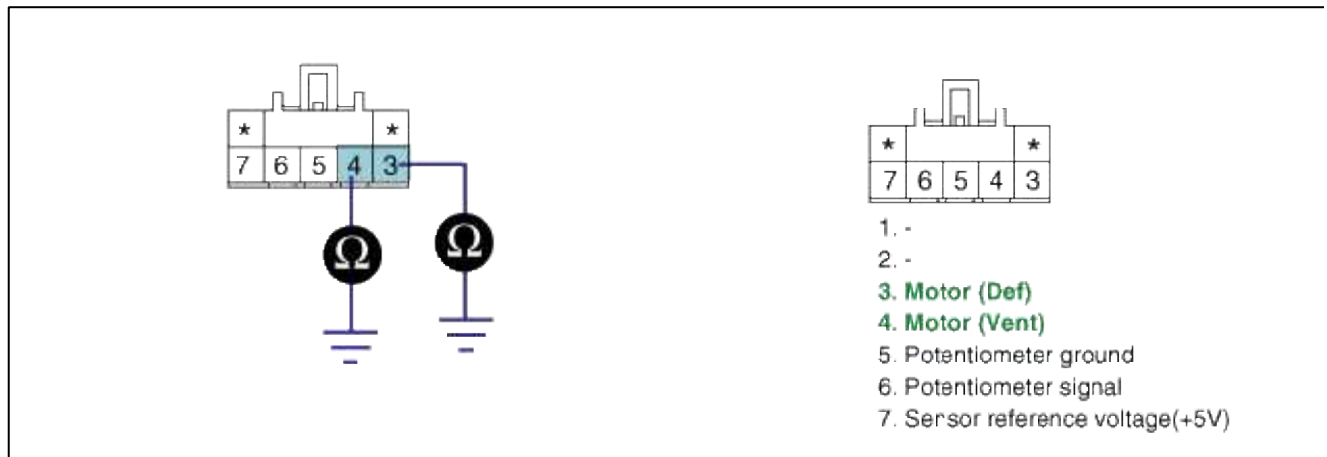 * *
7 6 5 4 3
Ω Ω
* *
7 6 5 4 3
1. -
2. -
3. Motor (Def)
4. Motor (Vent)
5. Potentiometer ground
6. Potentiometer signal
7. Sensor reference voltage(+5V)